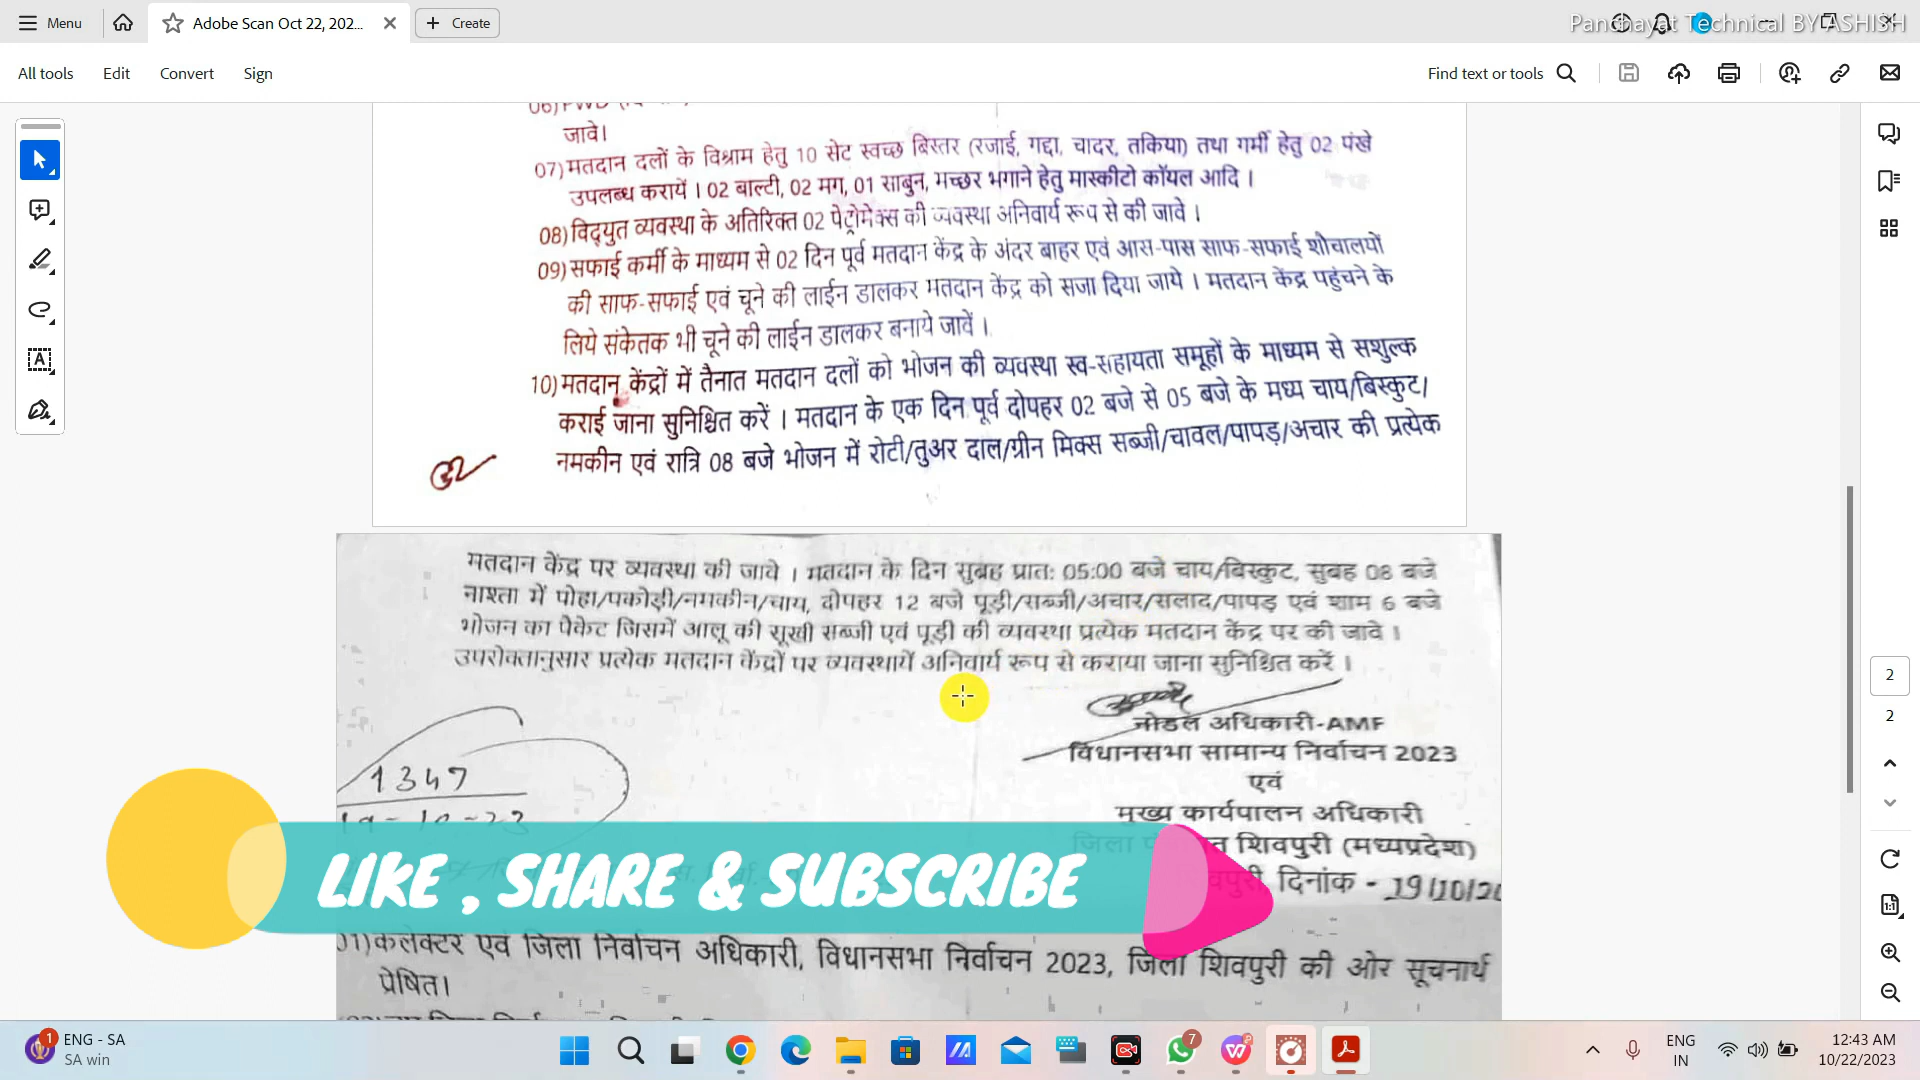 Menu
Adobe Scan Oct 22, 202...
Create
Panchayat Technical BY ASHISH
All tools
Edit
Convert
Sign
Find text or tools
जावे।
07) मतदान दलों के विश्राम हेतु 10 सेट स्वच्छ बिस्तर (रजाई, गद्दा, चादर, तकिया) तथा गर्मी हेतु 02 पंखे
उपलब्ध करायें । 02 बाल्टी, 02 मग, 01 साबुन, मच्छर भगाने हेतु मास्कीटो कॉयल आदि ।
08) विद्युत व्यवस्था के अतिरिक्त 02 पेट्रोमेक्स की व्यवस्था अनिवार्य रूप से की जावे ।
09) सफाई कर्मी के माध्यम से 02 दिन पूर्व मतदान केंद्र के अंदर बाहर एवं आस-पास साफ-सफाई शौचालयों
की साफ-सफाई एवं चूने की लाईन डालकर मतदान केंद्र को सजा दिया जाये । मतदान केंद्र पहुंचने के
लिये संकेतक भी चूने की लाईन डालकर बनाये जावें ।
10) मतदान केंद्रों में तैनात मतदान दलों को भोजन की व्यवस्था स्व-सहायता समूहों के माध्यम से सशुल्क
कराई जाना सुनिश्चित करें । मतदान के एक दिन पूर्व दोपहर 02 बजे से 05 बजे के मध्य चाय/बिस्कुट/
नमकीन एवं रात्रि 08 बजे भोजन में रोटी/तुअर दाल/ग्रीन मिक्स सब्जी/चावल/पापड़/अचार की प्रत्येक
मतदान केंद्र पर व्यवस्था की जावे । मतदान के दिन सुबह प्रातः 05:00 बजे चाय/बिस्कुट, सुबह 08 बजे
नाश्ता में पोहा/पकोड़ी/नमकीन/चाय, दोपहर 12 बजे पूड़ी/सब्जी/अचार/सलाद/पापड़ एवं शाम 6 बजे
भोजन का पैकेट जिसमें आलू की सूखी सब्जी एवं पूड़ी की व्यवस्था प्रत्येक मतदान केंद्र पर की जावे ।
उपरोक्तानुसार प्रत्येक मतदान केंद्रों पर व्यवस्थायें अनिवार्य रूप से कराया जाना सुनिश्चित करें ।
नोडल अधिकारी-AMF
विधानसभा सामान्य निर्वाचन 2023
एवं
मुख्य कार्यपालन अधिकारी
शिवपुरी (मध्यप्रदेश)
दिनांक - 19/10/20
1347
LIKE , SHARE & SUBSCRIBE
01) कलेक्टर एवं जिला निर्वाचन अधिकारी, विधानसभा निर्वाचन 2023, जिला शिवपुरी की ओर सूचनार्थ
प्रेषित।
2
2
1
ENG - SA
SA win
7
ENG
IN
12:43 AM
10/22/2023